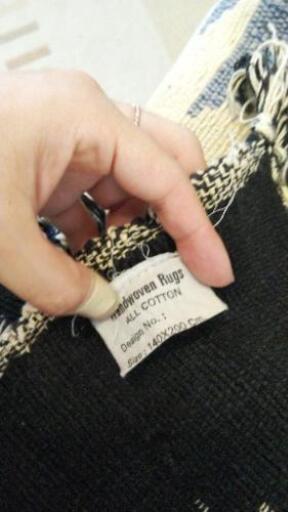 Handwoven Rugs
ALL COTTON
Design No.:
Size: 140X200 Cm